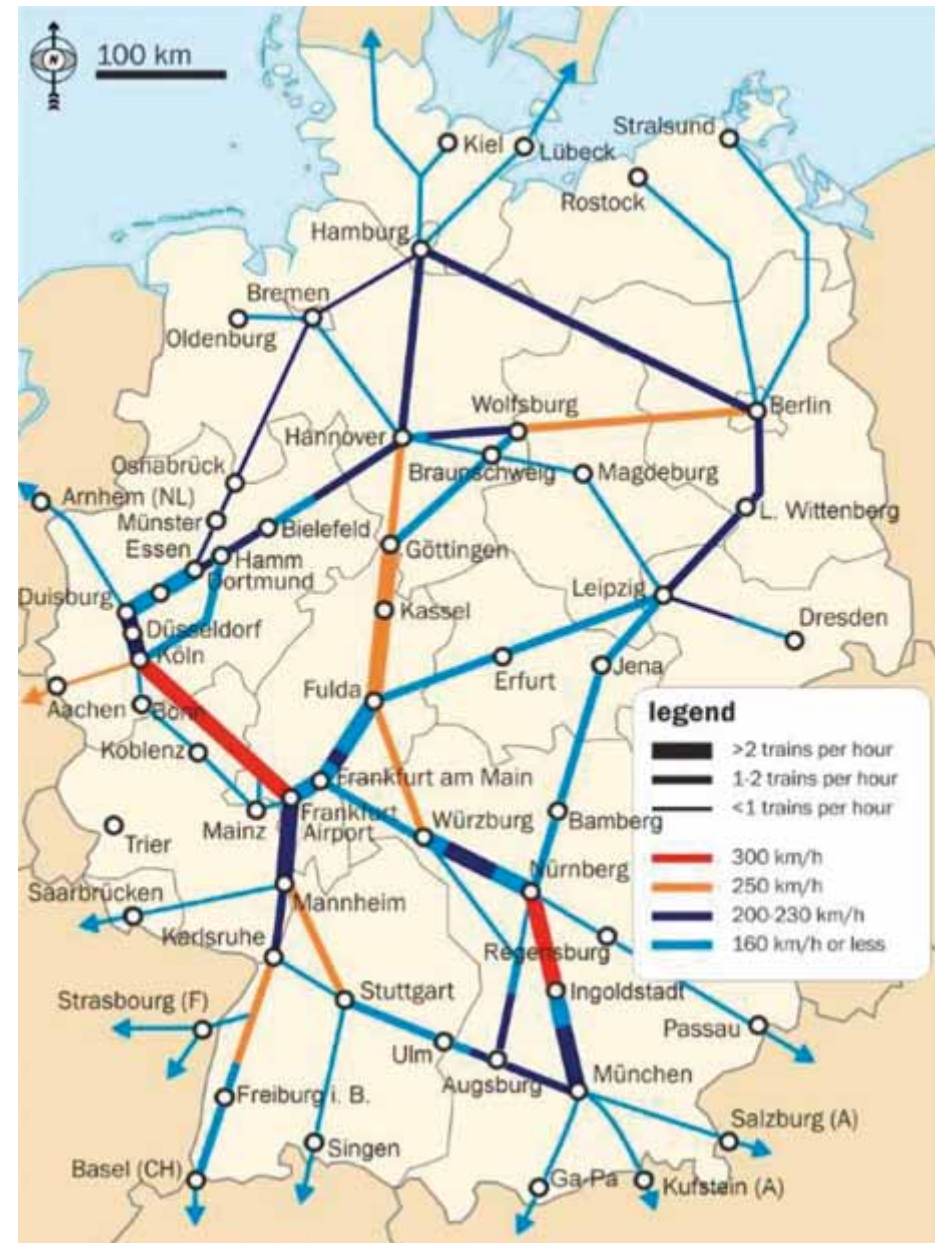 N
100 km
Kiel
Lübeck
Stralsund
Rostock
Hamburg
Bremen
Oldenburg
Wolfsburg
Berlin
Hannover
Braunschweig
Magdeburg
Osnabrück
Arnhem (NL)
Münster
Bielefeld
L. Wittenberg
Essen
Hamm
Göttingen
Dortmund
Duisburg
Leipzig
Kassel
Dresden
Düsseldorf
Köln
Erfurt
Jena
Fulda
Aachen
Bonn
Koblenz
legend
>2 trains per hour
1-2 trains per hour
<1 trains per hour
300 km/h
250 km/h
200-230 km/h
160 km/h or less
Frankfurt am Main
Frankfurt
Airport
Mainz
Würzburg
Bamberg
Trier
Nürnberg
Saarbrücken
Mannheim
Karlsruhe
Regensburg
Stuttgart
Ingoldstadt
Strasbourg (F)
Passau
Ulm
Augsburg
München
Freiburg i. B.
Salzburg (A)
Singen
Basel (CH)
Ga-Pa
Kufstein (A)